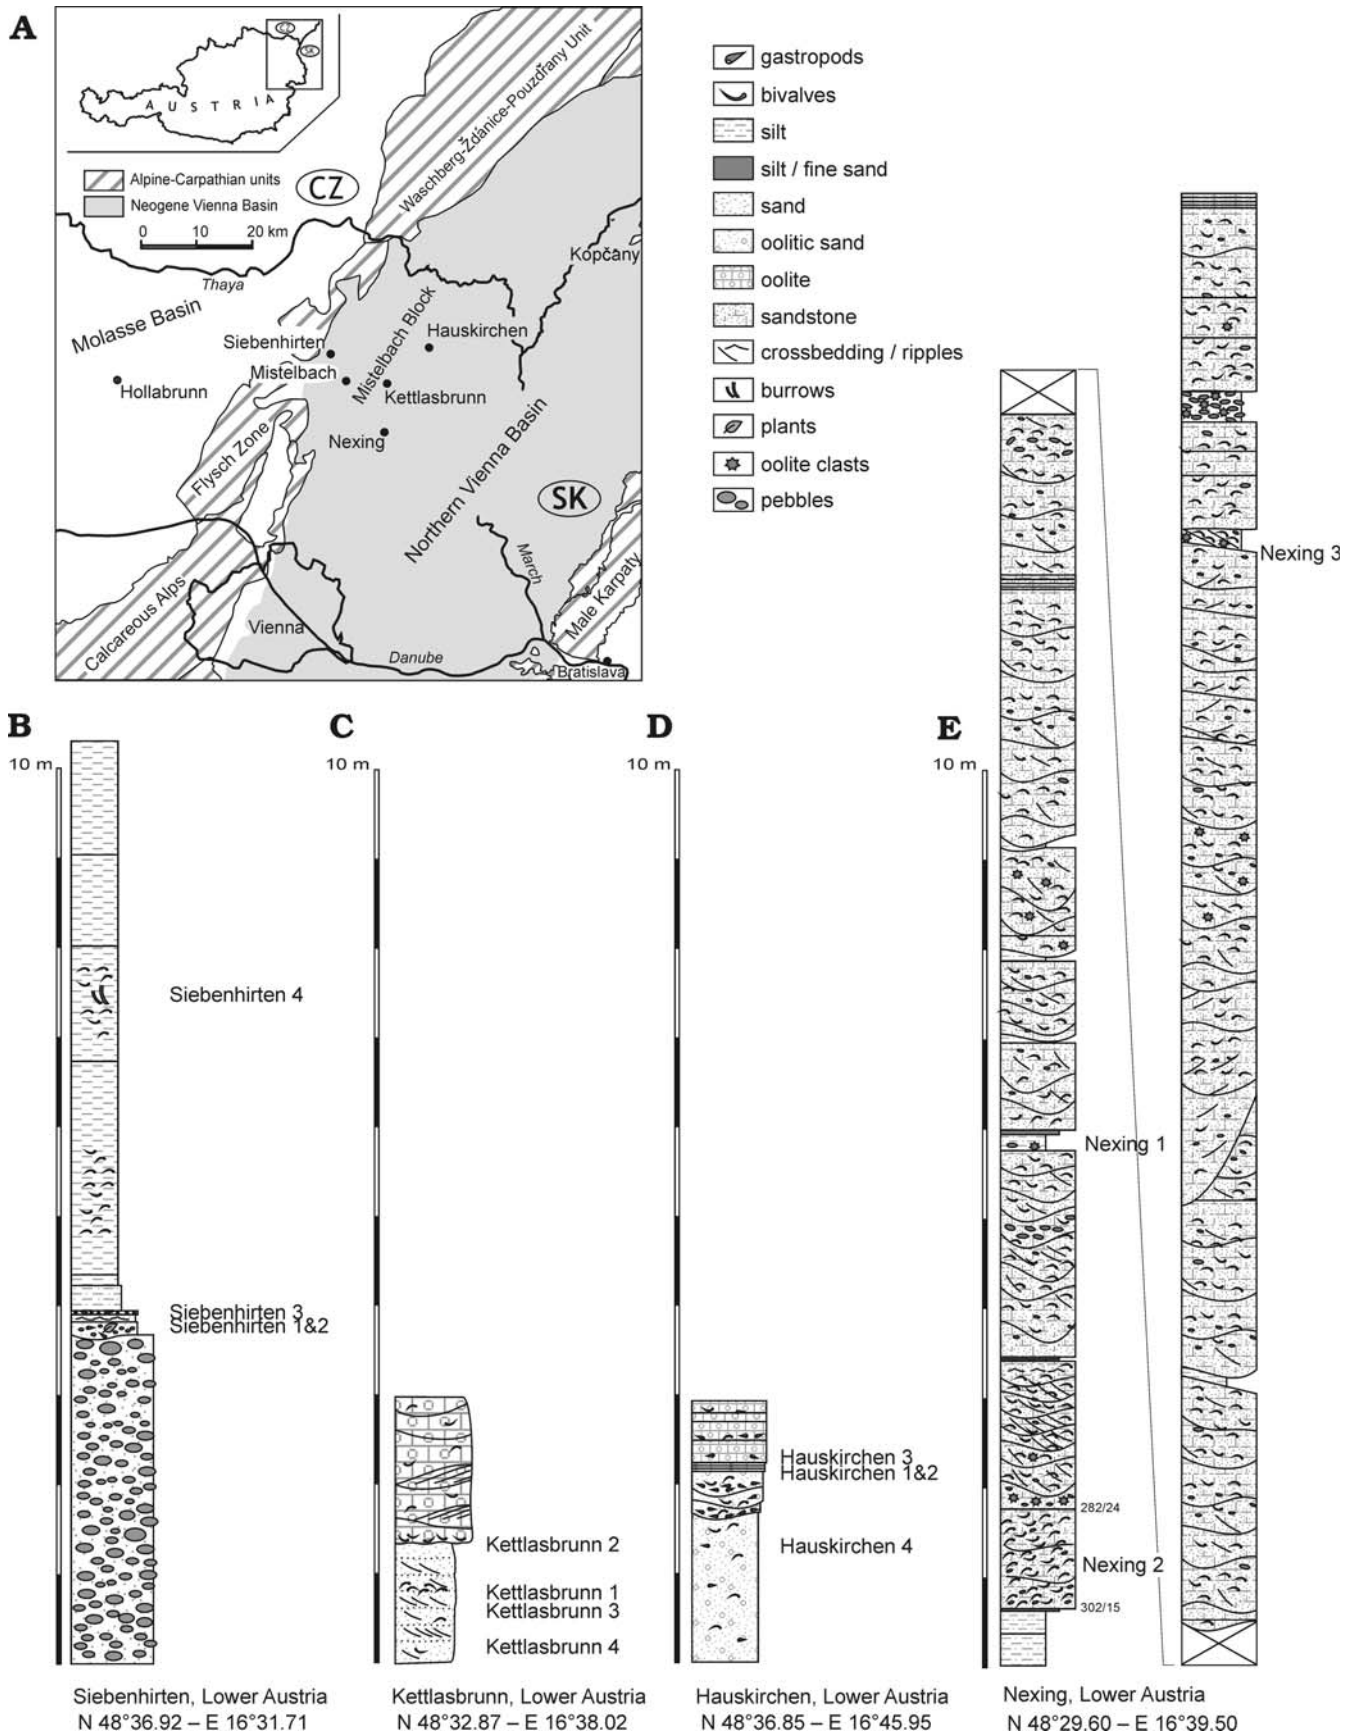 A
CZ
SK
AUSTRIA
Alpine-Carpathian units
Neogene Vienna Basin
0 10 20 km
CZ
Waschberg-Ždánice-Pouzdřany Unit
Thaya
Kopčany
Molasse Basin
Siebenhirten
Mistelbach
Mistelbach Block
Hauskirchen
Hollabrunn
Kettlasbrunn
Nexing
Flysch Zone
Northern Vienna Basin
SK
March
Calcareous Alps
Vienna
Danube
Male Karpaty
Bratislava
gastropods
bivalves
silt
silt / fine sand
sand
oolitic sand
oolite
sandstone
crossbedding / ripples
burrows
plants
oolite clasts
pebbles
B
10 m
Siebenhirten 4
Siebenhirten 3
Siebenhirten 1&2
Siebenhirten, Lower Austria
N 48°36.92 – E 16°31.71
C
10 m
Kettlasbrunn 2
Kettlasbrunn 1
Kettlasbrunn 3
Kettlasbrunn 4
Kettlasbrunn, Lower Austria
N 48°32.87 – E 16°38.02
D
10 m
Hauskirchen 3
Hauskirchen 1&2
Hauskirchen 4
Hauskirchen, Lower Austria
N 48°36.85 – E 16°45.95
E
10 m
Nexing 3
Nexing 1
282/24
Nexing 2
302/15
Nexing, Lower Austria
N 48°29.60 – E 16°39.50